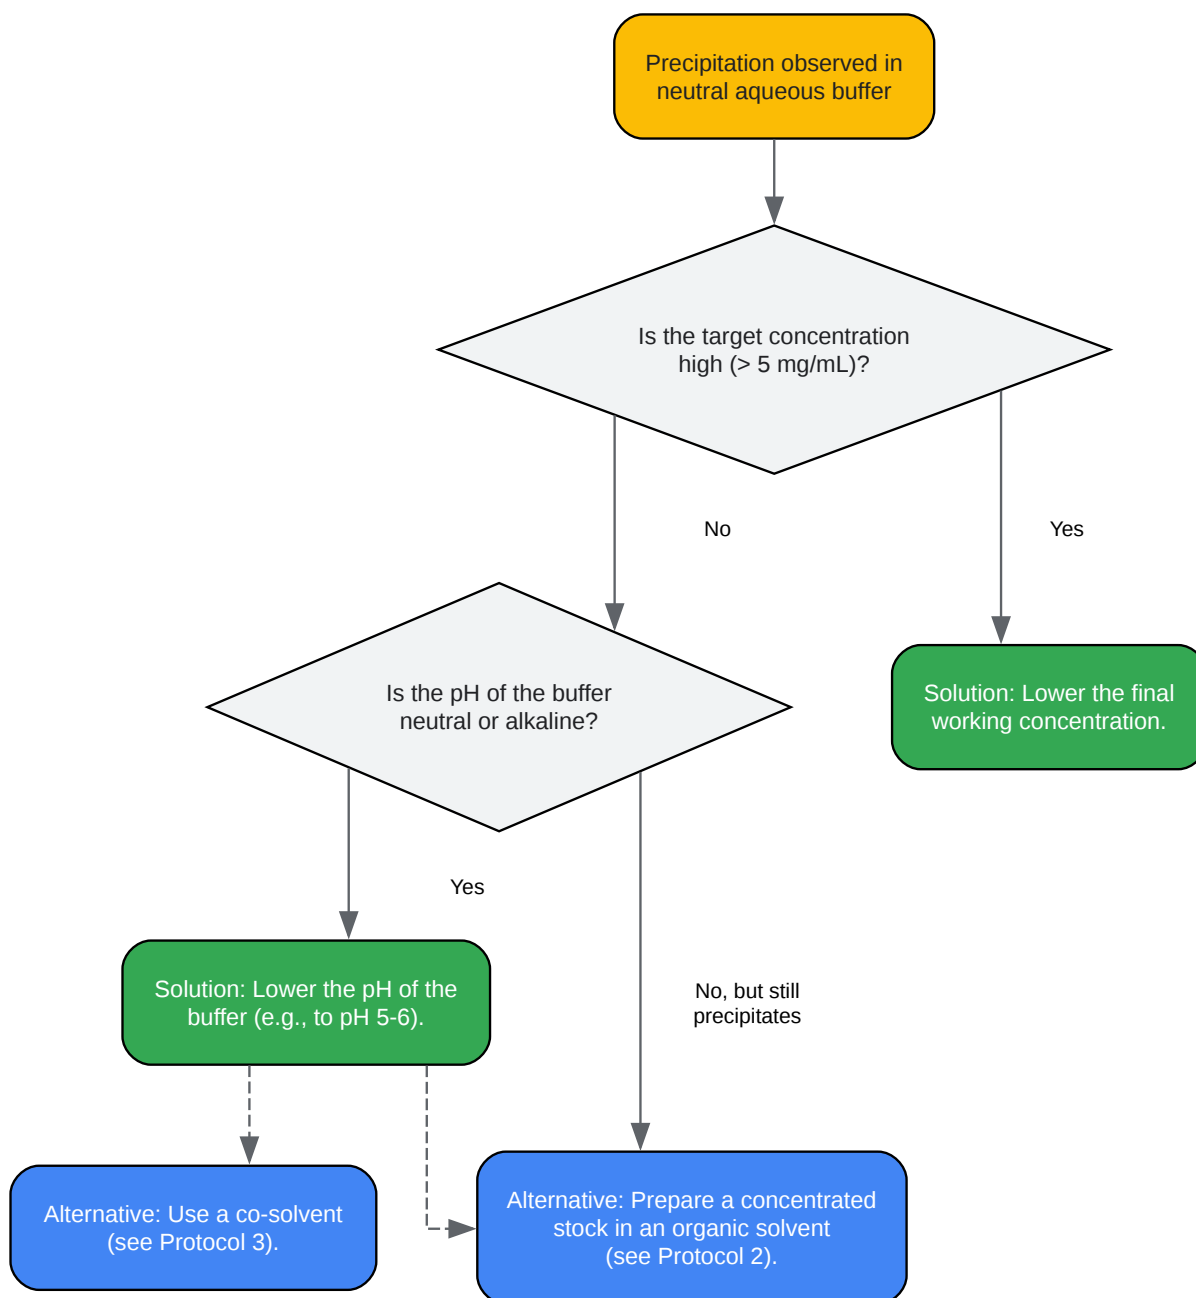 Precipitation observed in
neutral aqueous buffer
Is the target concentration
high (> 5 mg/mL)?
No
Yes
Is the pH of the buffer
neutral or alkaline?
Solution: Lower the final
working concentration.
Yes
Solution: Lower the pH of the
buffer (e.g., to pH 5-6).
No, but still
precipitates
Alternative: Use a co-solvent
(see Protocol 3).
Alternative: Prepare a concentrated
stock in an organic solvent
(see Protocol 2).